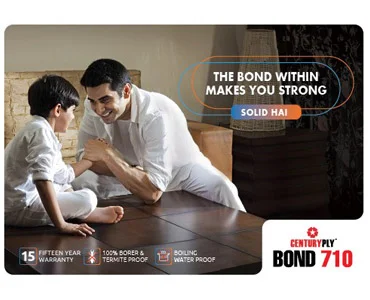 THE BOND WITHIN
MAKES YOU STRONG
SOLID HAI
15 FIFTEEN YEAR
WARRANTY
100% BORER &
TERMITE PROOF
BOILING
WATER PROOF
CENTURYPLY
BOND 710